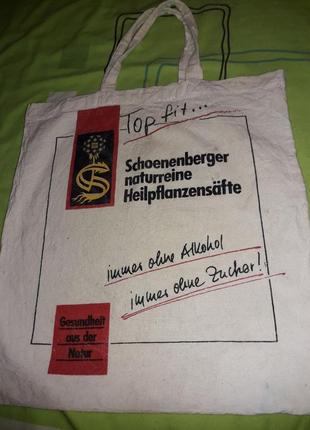 Top fit...
Schoenenberger
naturreine
Heilpflanzensäfte
immer ohne Alkohol
immer ohne Zucker!
Gesundheit
aus der
Natur